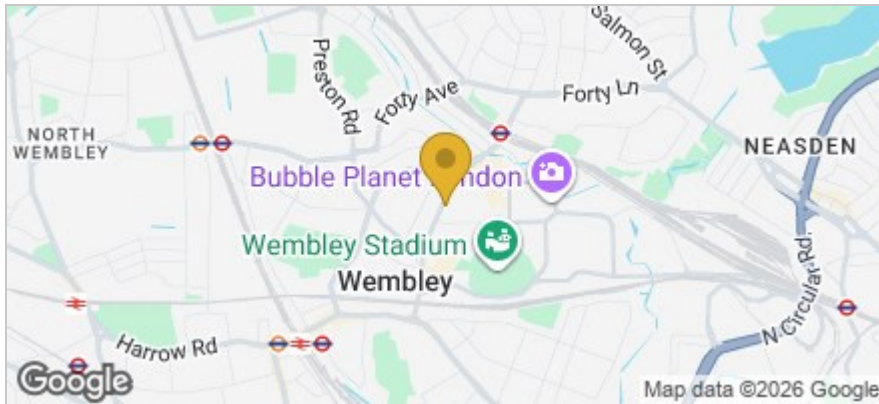 Salmon St
Preston Rd
Forty Ave
Forty Ln
NORTH
WEMBLEY
NEASDEN
Bubble Planet London
Wembley Stadium
Wembley
N Circular Rd.
Harrow Rd
Google
Map data ©2026 Google